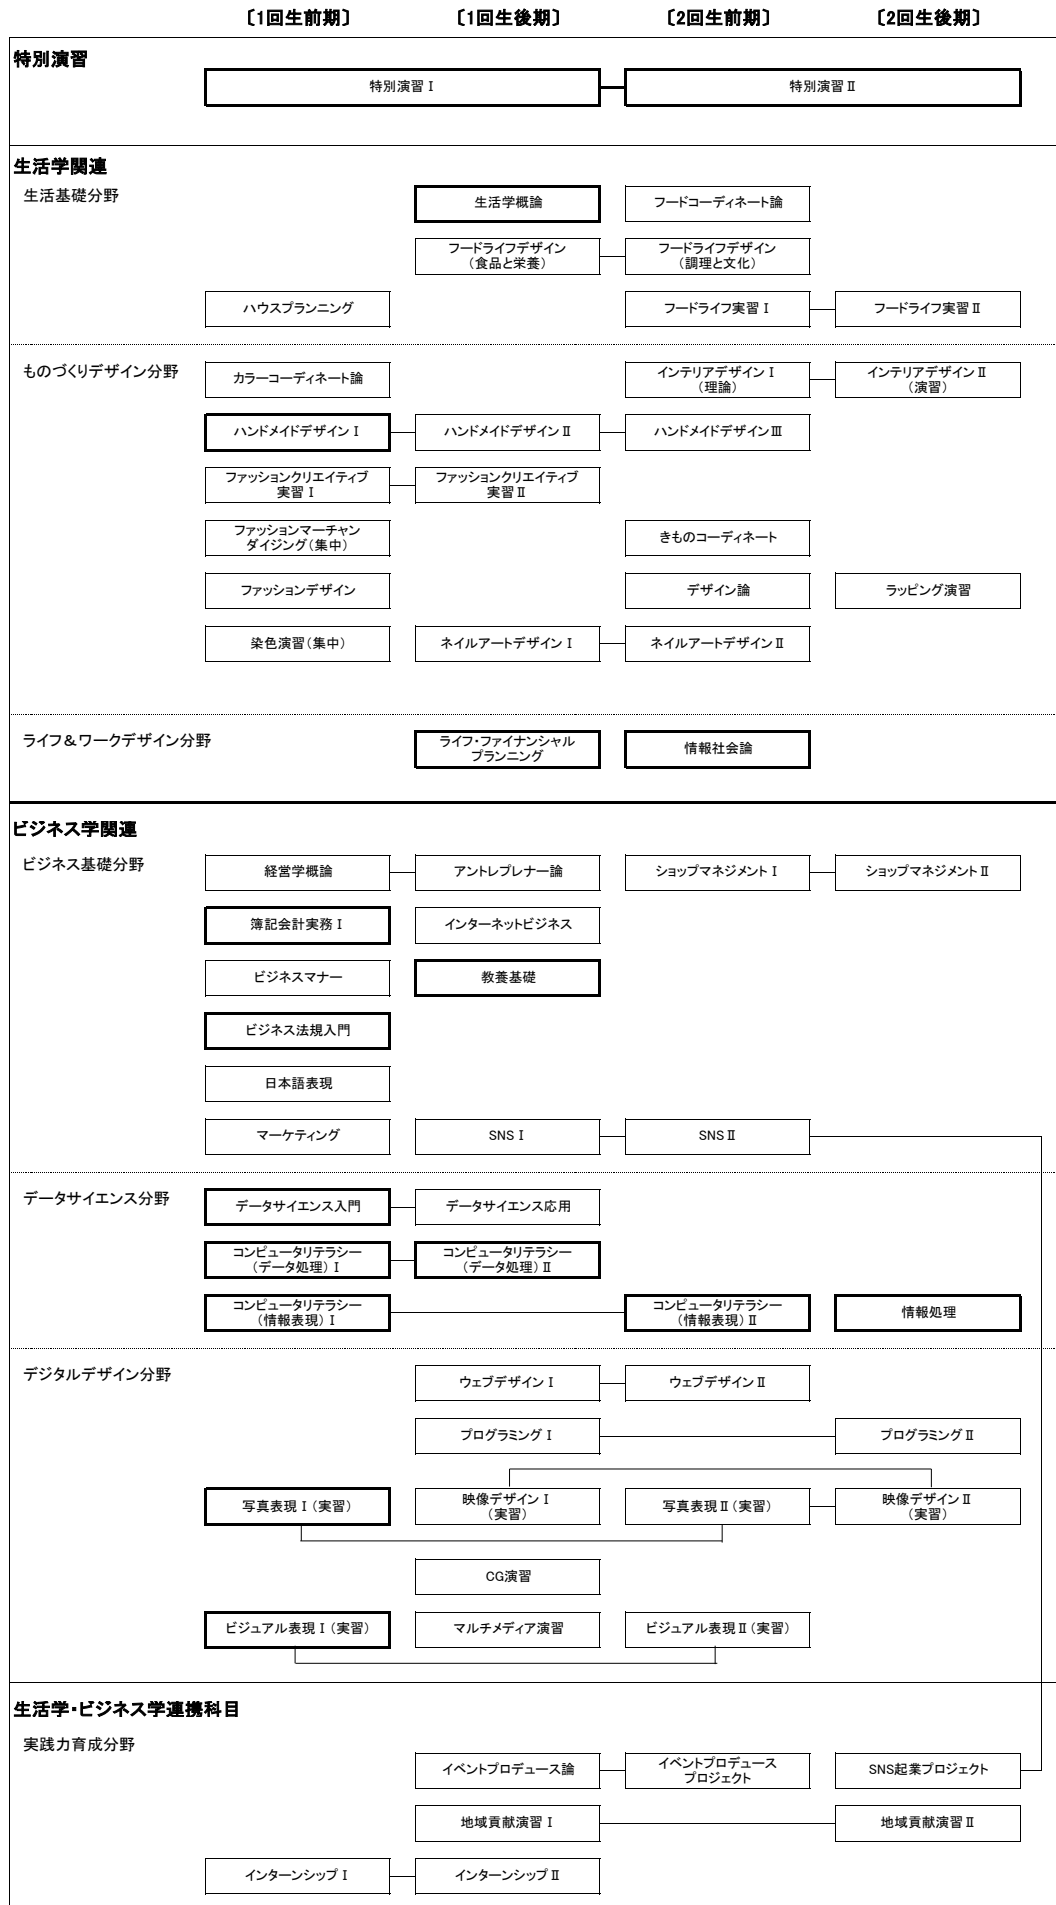 〔1回生前期〕 〔1回生後期〕 〔2回生前期〕 〔2回生後期〕
特別演習
特別演習Ⅰ 特別演習Ⅱ
生活学関連
生活基礎分野
生活学概論 フードコーディネート論
フードライフデザイン フードライフデザイン
（食品と栄養） （調理と文化）
ハウスプランニング フードライフ実習Ⅰ フードライフ実習Ⅱ
ものづくりデザイン分野
カラーコーディネート論 インテリアデザインⅠ インテリアデザインⅡ
（理論） （演習）
ハンドメイドデザインⅠ ハンドメイドデザインⅡ ハンドメイドデザインⅢ
ファッションクリエイティブ ファッションクリエイティブ
実習Ⅰ 実習Ⅱ
ファッションマーチャン
ダイジング（集中） きものコーディネート
ファッションデザイン デザイン論 ラッピング演習
染色演習（集中） ネイルアートデザインⅠ ネイルアートデザインⅡ
ライフ＆ワークデザイン分野
ライフ・ファイナンシャル
プランニング 情報社会論
ビジネス学関連
ビジネス基礎分野
経営学概論 アントレプレナー論 ショップマネジメントⅠ ショップマネジメントⅡ
簿記会計実務Ⅰ インターネットビジネス
ビジネスマナー 教養基礎
ビジネス法規入門
日本語表現
マーケティング SNSⅠ SNSⅡ
データサイエンス分野
データサイエンス入門 データサイエンス応用
コンピュータリテラシー コンピュータリテラシー
（データ処理）Ⅰ （データ処理）Ⅱ
コンピュータリテラシー コンピュータリテラシー
（情報表現）Ⅰ （情報表現）Ⅱ 情報処理
デジタルデザイン分野
ウェブデザインⅠ ウェブデザインⅡ
プログラミングⅠ プログラミングⅡ
写真表現Ⅰ（実習） 映像デザインⅠ 写真表現Ⅱ（実習） 映像デザインⅡ
（実習） （実習）
CG演習
ビジュアル表現Ⅰ（実習） マルチメディア演習 ビジュアル表現Ⅱ（実習）
生活学・ビジネス学連携科目
実践力育成分野
イベントプロデュース論 イベントプロデュース SNS起業プロジェクト
プロジェクト
地域貢献演習Ⅰ 地域貢献演習Ⅱ
インターンシップⅠ インターンシップⅡ